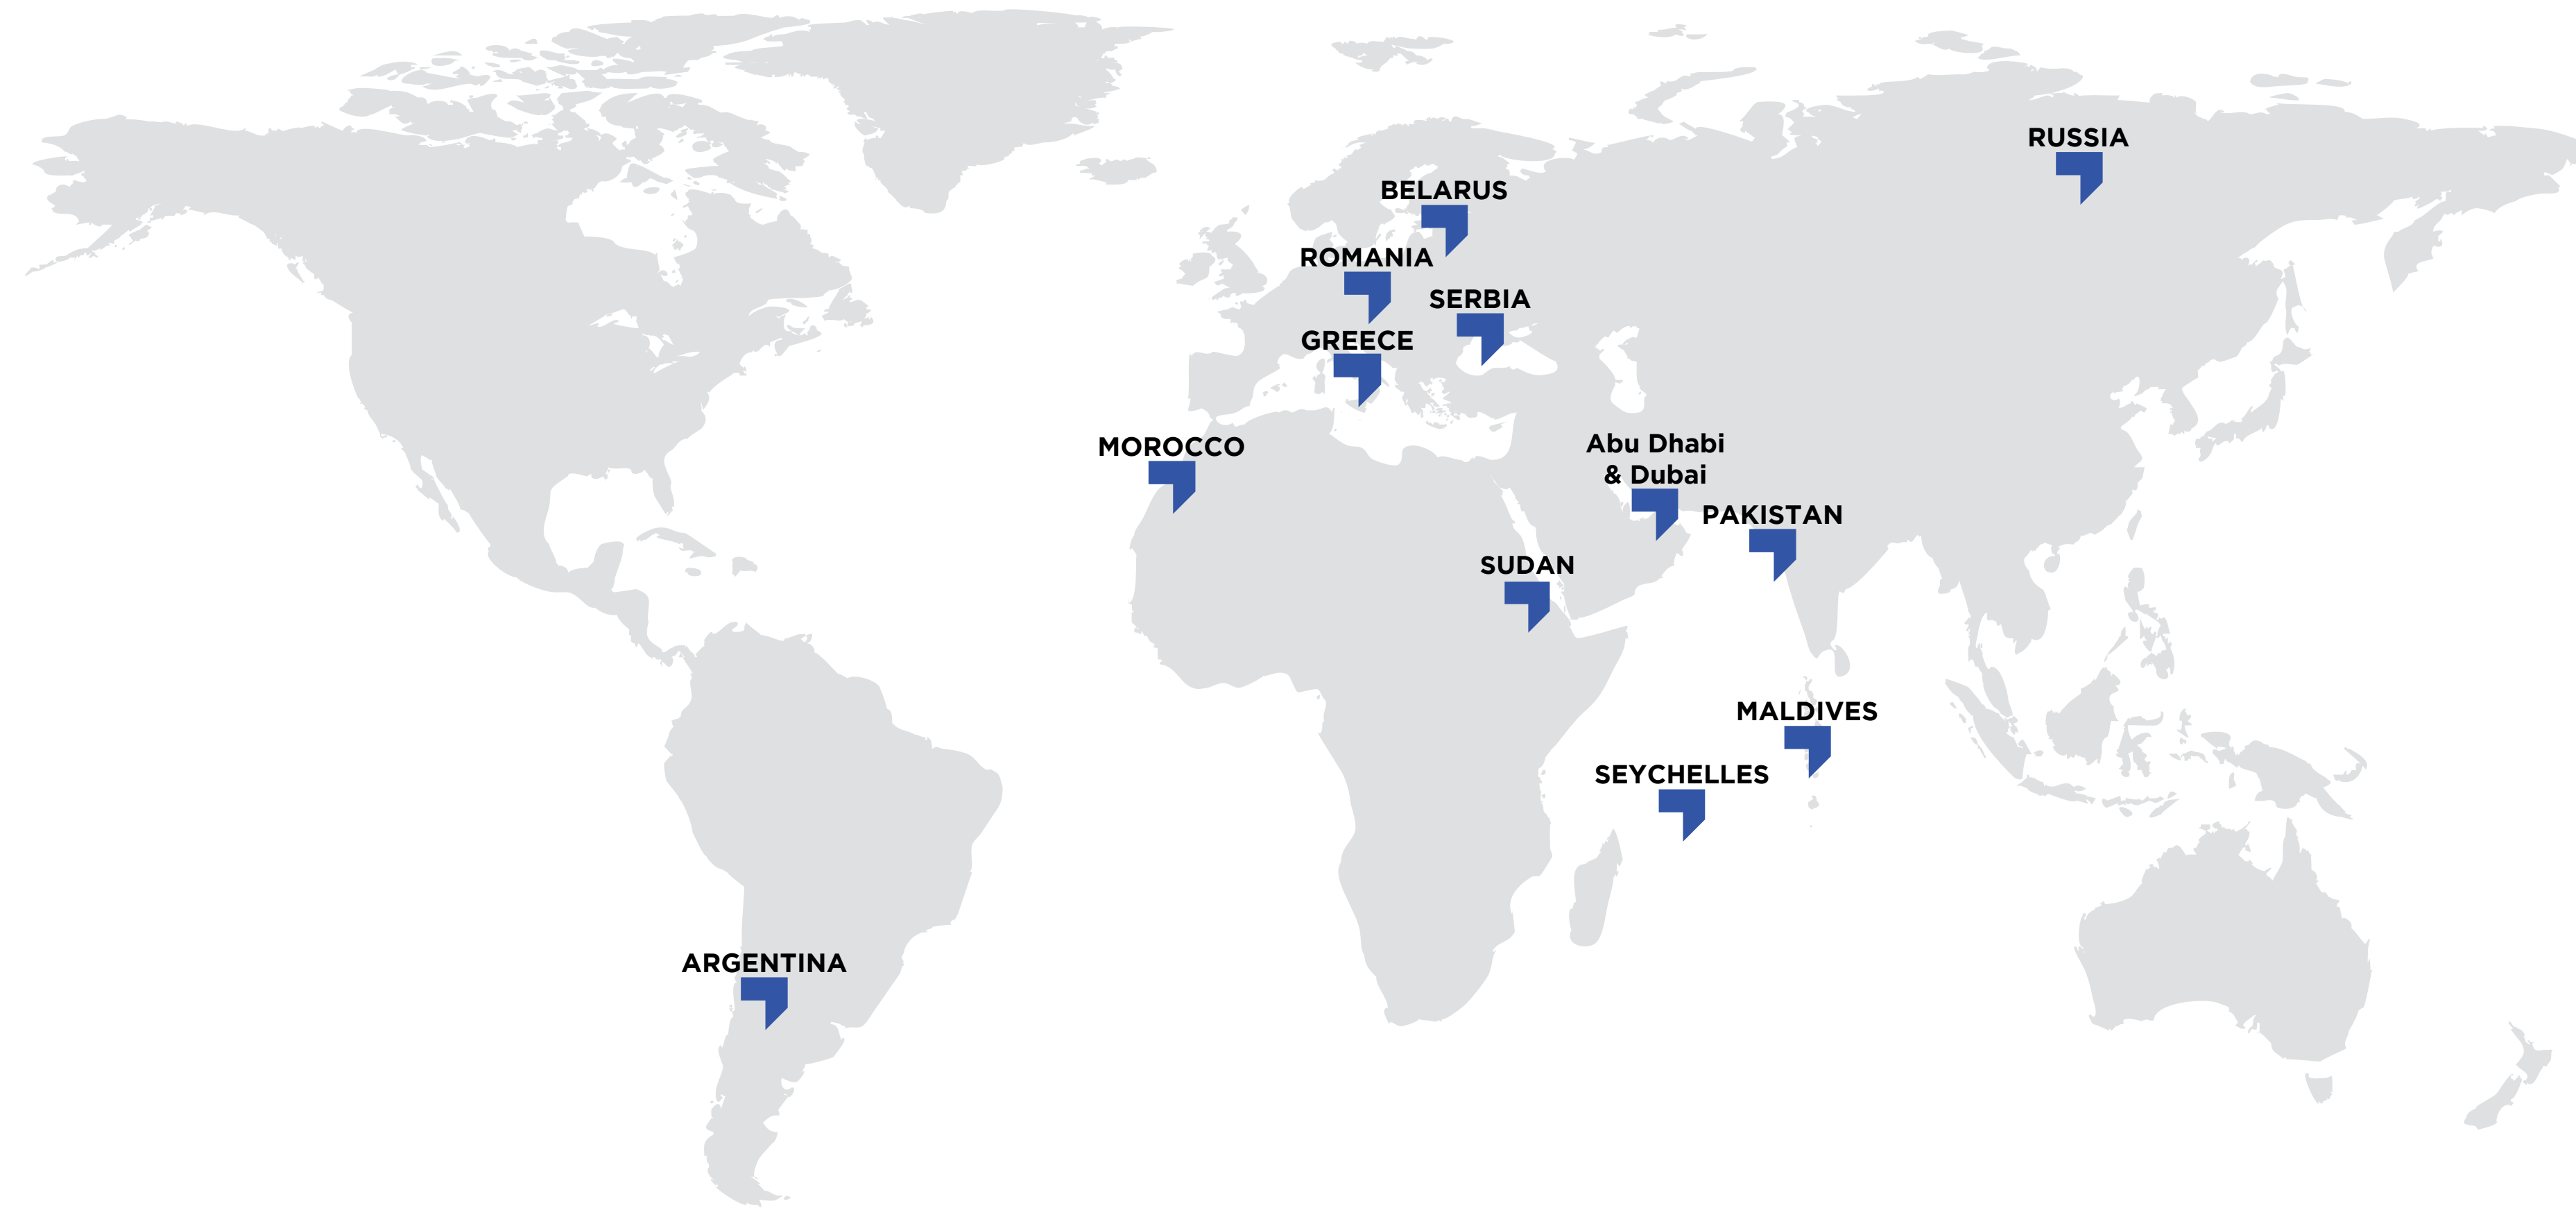 RUSSIA
BELARUS
ROMANIA
SERBIA
GREECE
MOROCCO
Abu Dhabi
& Dubai
PAKISTAN
SUDAN
MALDIVES
SEYCHELLES
ARGENTINA